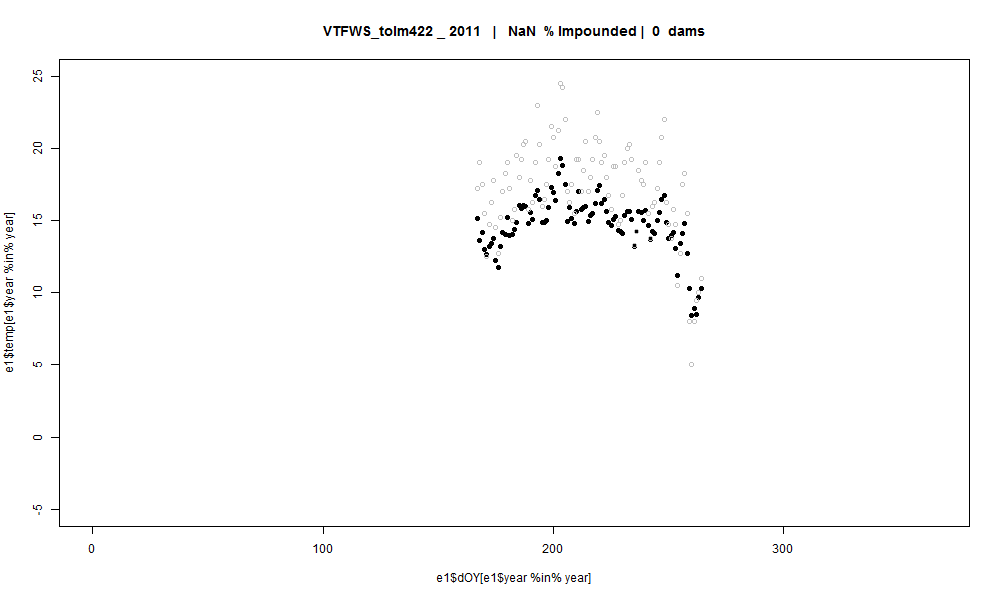 VTFWS_tolm422 _ 2011 | NaN % Impounded | 0 dams
25
20
15
10
5
0
-5
e1$temp[e1$year %in% year]
0 100 200 300
e1$dOY[e1$year %in% year]